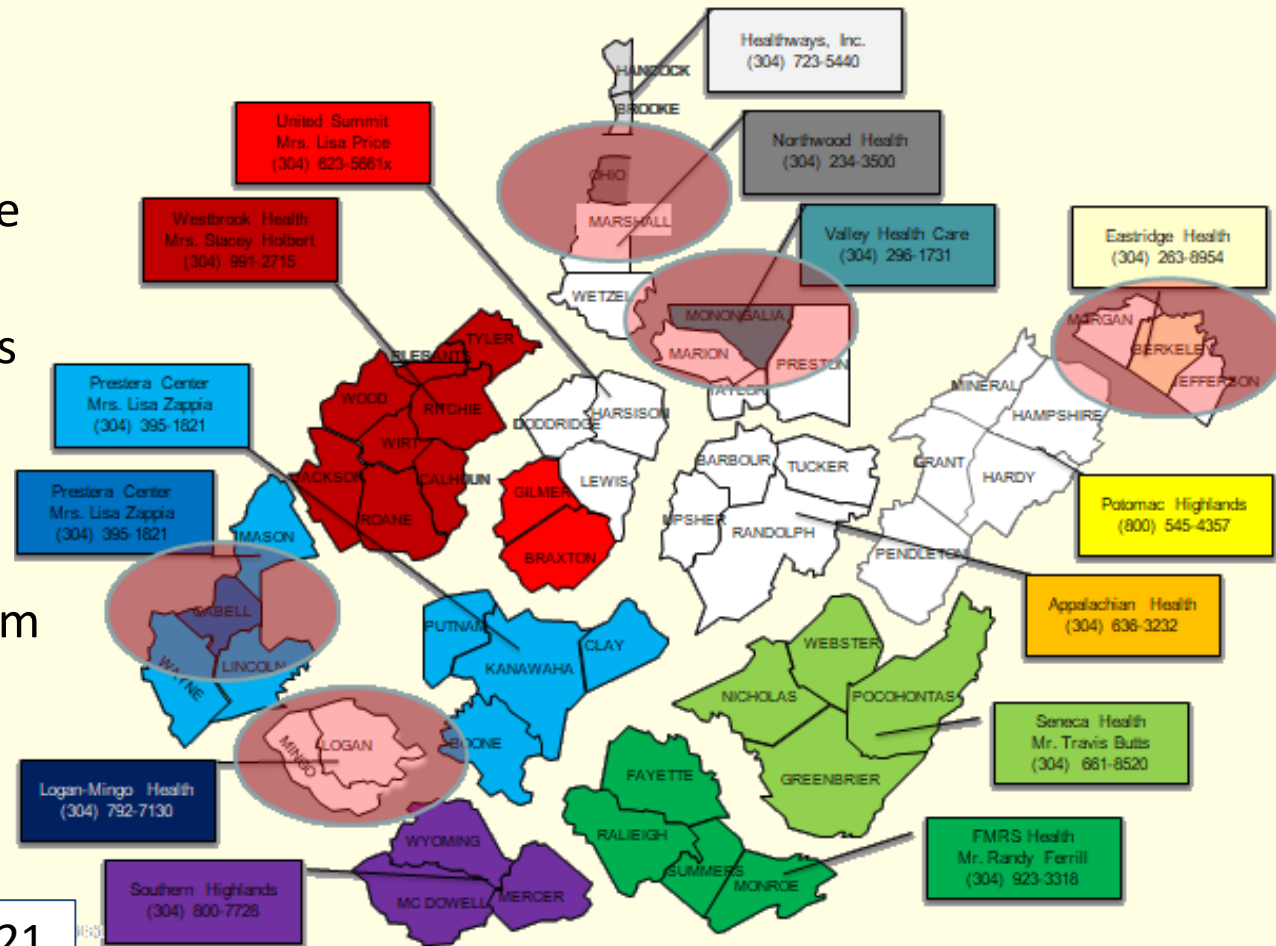 Healthways, Inc.
(304) 723-5440
HANCOCK
BROOKE
United Summit
Mrs. Lisa Price
(304) 623-5661x
Northwood Health
(304) 234-3500
OHIO
MARSHALL
e
Westbrook Health
Mrs. Stacey Holbert
(304) 991-2715
Valley Health Care
(304) 296-1731
Eastridge Health
(304) 263-8954
WETZEL
MONONGALIA
MARION
PRESTON
TAYLOR
MORGAN
BERKELEY
JEFFERSON
s
TYLER
PLEASANTS
WOOD
RITCHIE
WIRT
JACKSON
CALHOUN
ROANE
Prestera Center
Mrs. Lisa Zappia
(304) 395-1821
DODDRIDGE
HARSISON
LEWIS
GILMER
BRAXTON
MINERAL
HAMPSHIRE
GRANT
HARDY
PENDLETON
BARBOUR
TUCKER
UPSHER
RANDOLPH
Prestera Center
Mrs. Lisa Zappia
(304) 395-1821
MASON
Potomac Highlands
(800) 545-4357
CABELL
WAYNE
LINCOLN
m
PUTNAM
KANAWAHA
CLAY
BOONE
Appalachian Health
(304) 636-3232
WEBSTER
NICHOLAS
POCOHONTAS
GREENBRIER
Seneca Health
Mr. Travis Butts
(304) 661-8520
MINGO
LOGAN
Logan-Mingo Health
(304) 792-7130
FAYETTE
RALIEIGH
SUMMERS
MONROE
FMRS Health
Mr. Randy Ferrill
(304) 923-3318
WYOMING
MC DOWELL
MERCER
Southern Highlands
(304) 800-7728
21